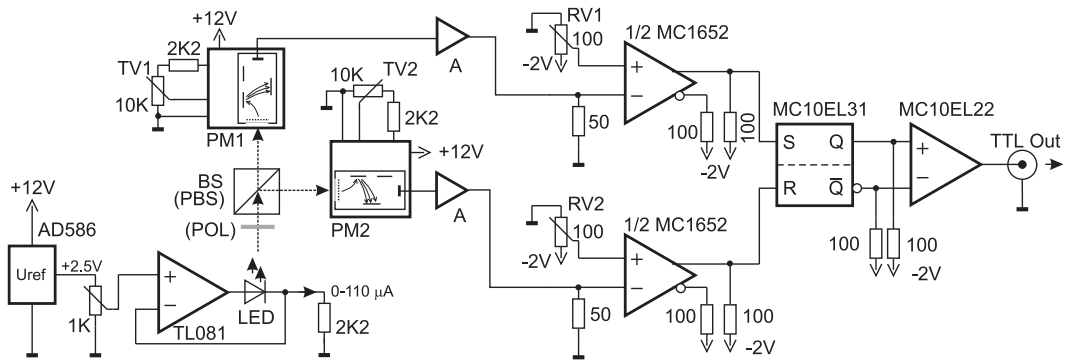 +12V
2K2
TV1
10K
PM1
A
RV1
100
-2V
1/2 MC1652
+
−
50
100
100
-2V
10K
TV2
2K2
+12V
PM2
A
BS
(PBS)
(POL)
MC10EL31
S
Q
R
Q̅
MC10EL22
+
−
TTL Out
100
100
-2V
RV2
100
-2V
1/2 MC1652
+
−
50
100
100
-2V
+12V
AD586
Uref
+2.5V
1K
+
−
TL081
LED
0-110 µA
2K2